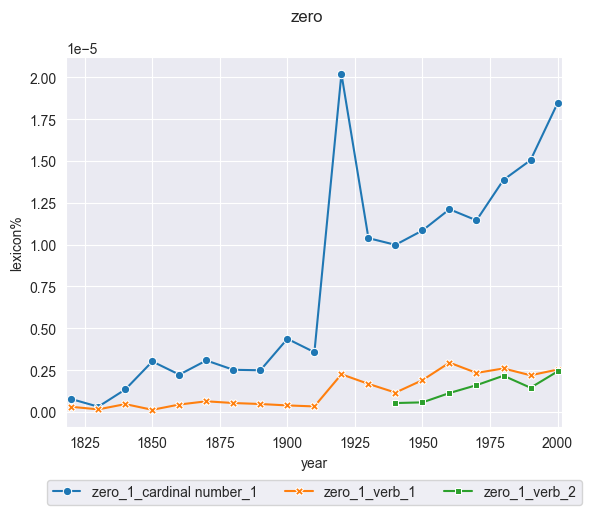 zero
1e−5
2.00
1.75
1.50
1.25
1.00
0.75
0.50
0.25
0.00
lexicon%
1825 1850 1875 1900 1925 1950 1975 2000
year
zero_1_cardinal number_1 zero_1_verb_1 zero_1_verb_2